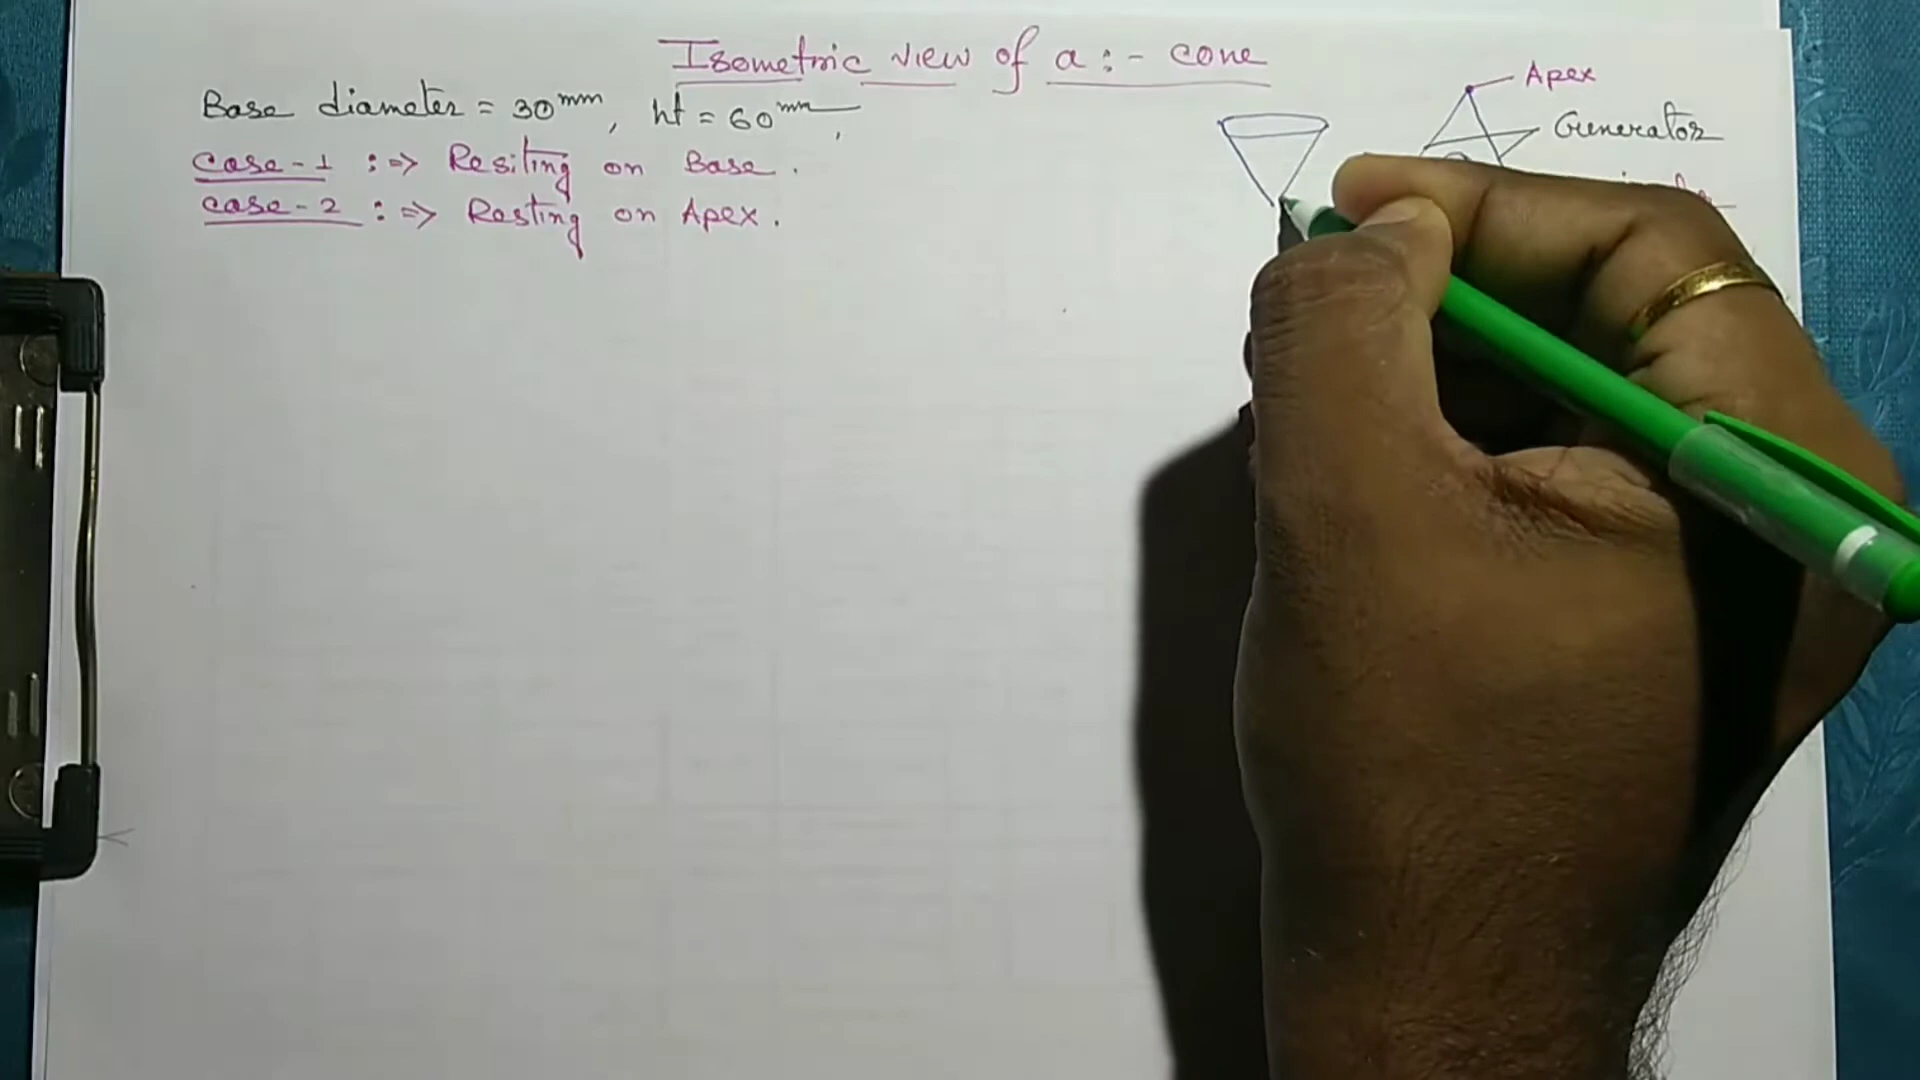 Isometric view of a :- cone
Base diameter = 30mm, ht = 60mm,
case-1 :=> Resiting on Base.
case-2 :=> Resting on Apex.
Apex
Generator